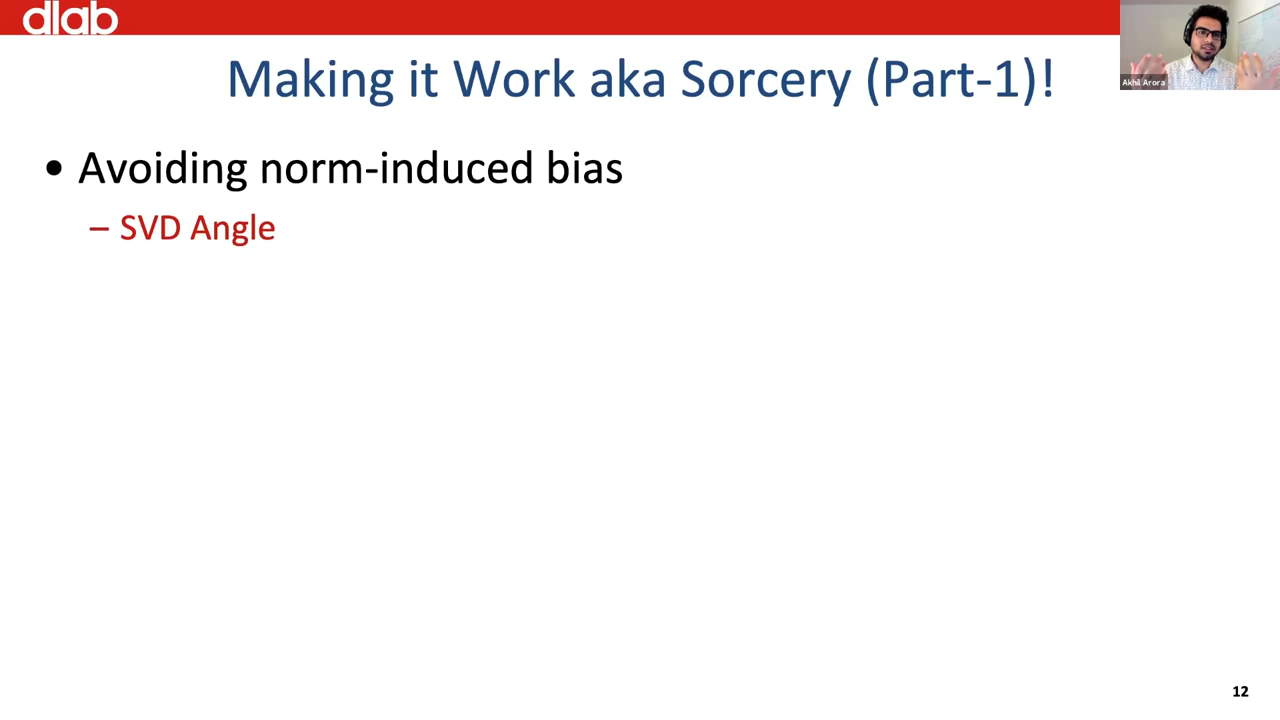 dlab
Making it Work aka Sorcery (Part-1)!
Akhil Arora
• Avoiding norm-induced bias
– SVD Angle
12